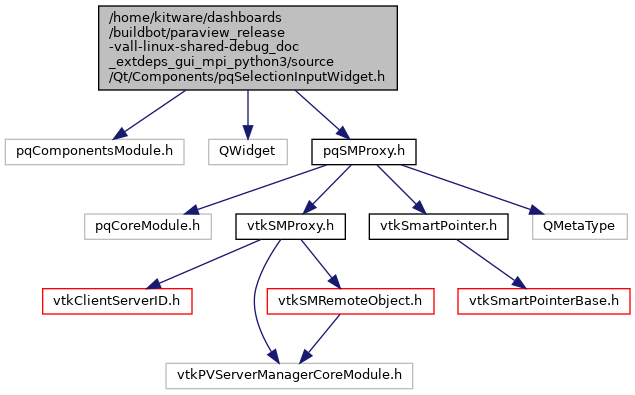 /home/kitware/dashboards
/buildbot/paraview_release
-vall-linux-shared-debug_doc
_extdeps_gui_mpi_python3/source
/Qt/Components/pqSelectionInputWidget.h
pqComponentsModule.h
QWidget
pqSMProxy.h
pqCoreModule.h
vtkSMProxy.h
vtkSmartPointer.h
QMetaType
vtkClientServerID.h
vtkSMRemoteObject.h
vtkSmartPointerBase.h
vtkPVServerManagerCoreModule.h